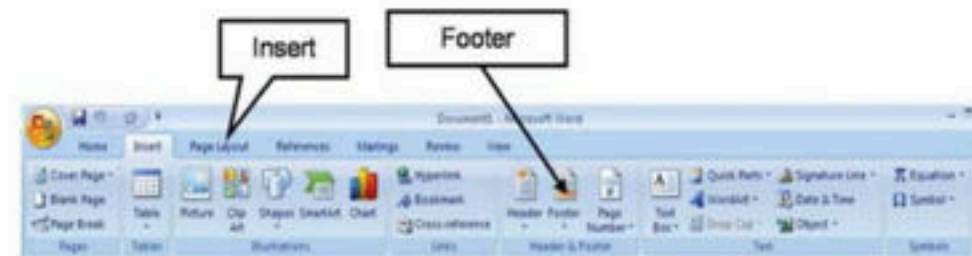 Insert
Footer
Document1 - Microsoft Word
Home Insert Page Layout References Mailings Review View
Cover Page
Blank Page
Page Break
Table
Picture
Clip Art
Shapes
SmartArt
Chart
Hyperlink
Bookmark
Cross-reference
Header
Footer
Page Number
Text Box
Quick Parts
WordArt
Drop Cap
Signature Line
Date & Time
Object
Equation
Symbol
Pages Tables Illustrations Links Header & Footer Text Symbols